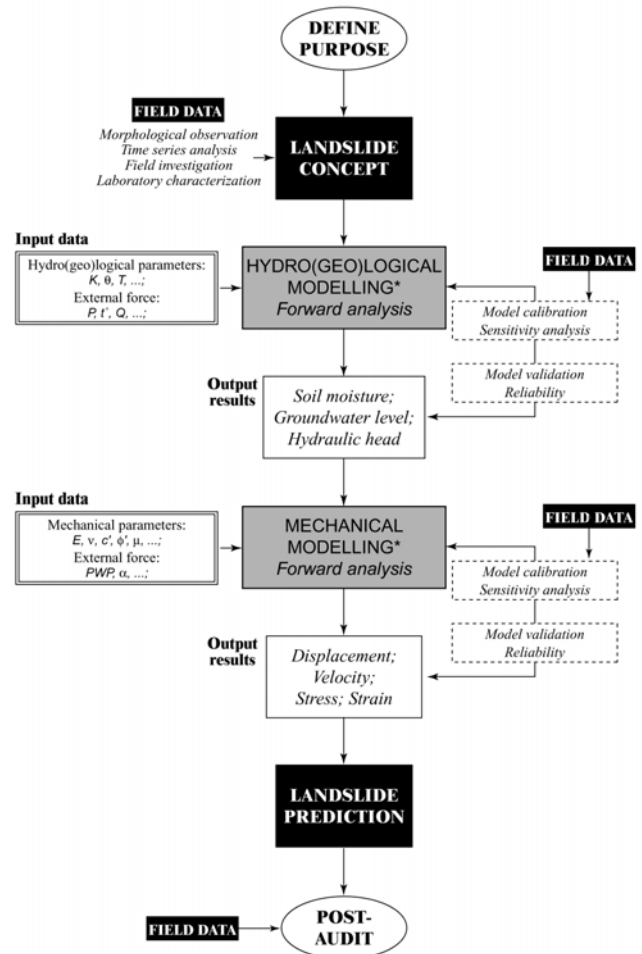 DEFINE
PURPOSE
FIELD DATA
Morphological observation
Time series analysis
Field investigation
Laboratory characterization
LANDSLIDE
CONCEPT
Input data
Hydro(geo)logical parameters:
K, θ, T, ...;
External force:
P, t°, Q, ...;
HYDRO(GEO)LOGICAL
MODELLING*
Forward analysis
FIELD DATA
Model calibration
Sensitivity analysis
Model validation
Reliability
Output
results
Soil moisture;
Groundwater level;
Hydraulic head
Input data
Mechanical parameters:
E, ν, c', ϕ', μ, ...;
External force:
PWP, α, ...;
MECHANICAL
MODELLING*
Forward analysis
FIELD DATA
Model calibration
Sensitivity analysis
Model validation
Reliability
Output
results
Displacement;
Velocity;
Stress; Strain
LANDSLIDE
PREDICTION
FIELD DATA
POST-
AUDIT